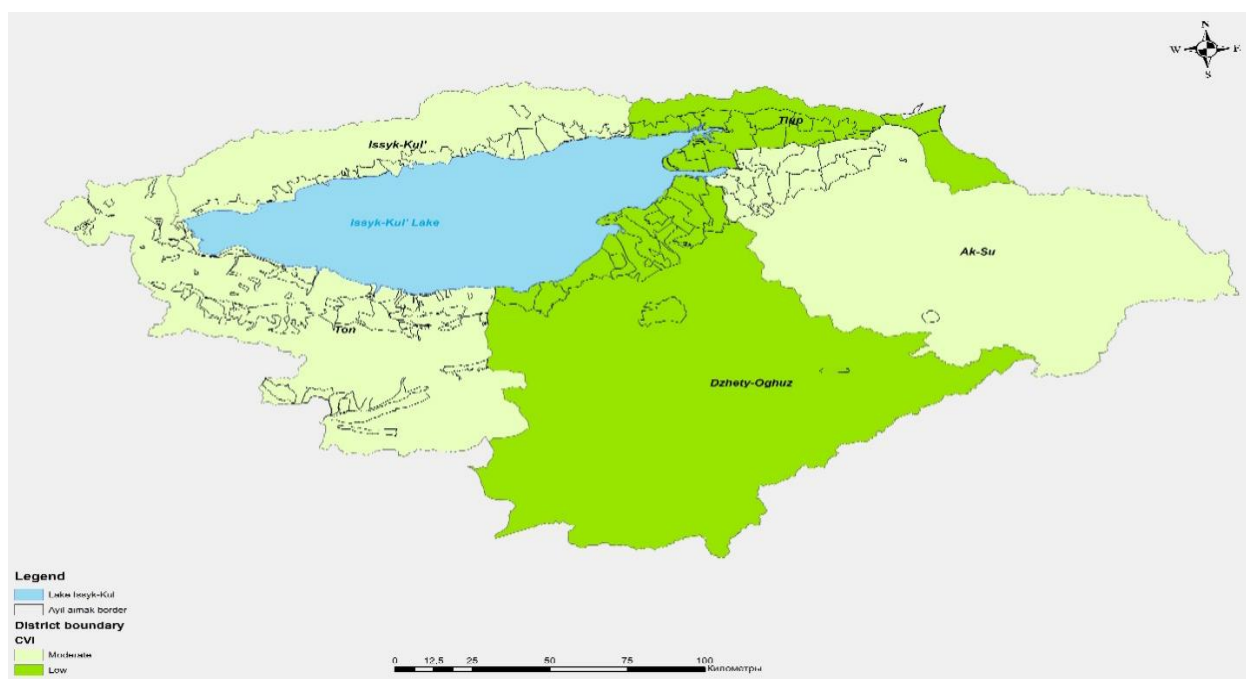 N
W E
S
Issyk-Kul'
Tiup
Issyk-Kul' Lake
Ak-Su
Ton
Dzhety-Oghuz
Legend
Lake Issyk-Kul
Ayil aimak border
District boundary
CVI
Moderate
Low
0 12,5 25 50 75 100
Километры